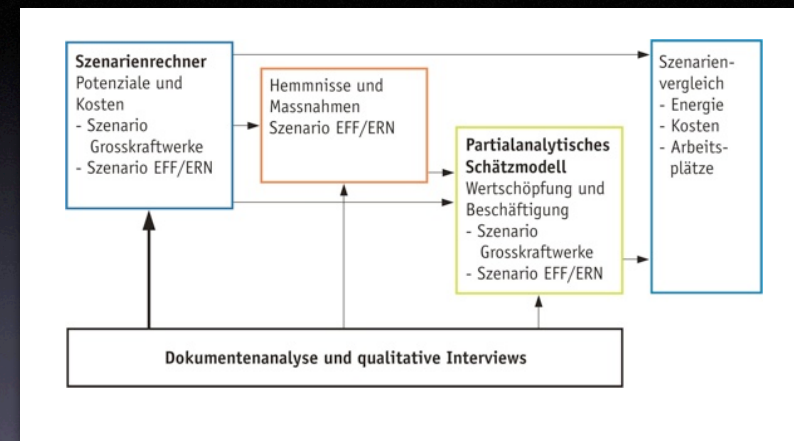 Szenarienrechner
Potenziale und
Kosten
- Szenario
Grosskraftwerke
- Szenario EFF/ERN
Hemmnisse und
Massnahmen
Szenario EFF/ERN
Partialanalytisches
Schätzmodell
Wertschöpfung und
Beschäftigung
- Szenario
Grosskraftwerke
- Szenario EFF/ERN
Szenarien-
vergleich
- Energie
- Kosten
- Arbeits-
plätze
Dokumentenanalyse und qualitative Interviews